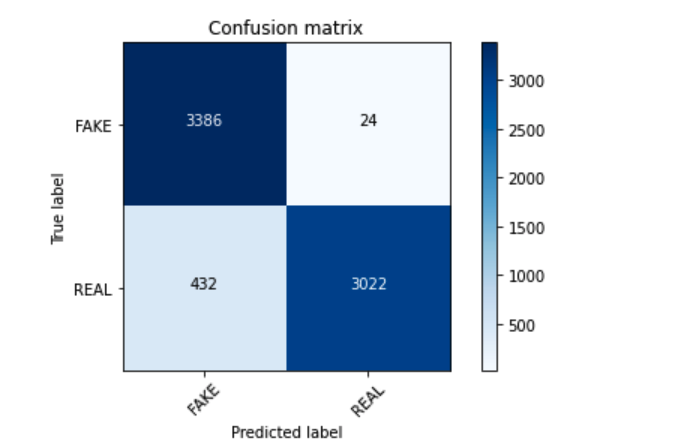 Confusion matrix
FAKE
REAL
True label
3386
24
432
3022
FAKE
REAL
Predicted label
3000
2500
2000
1500
1000
500